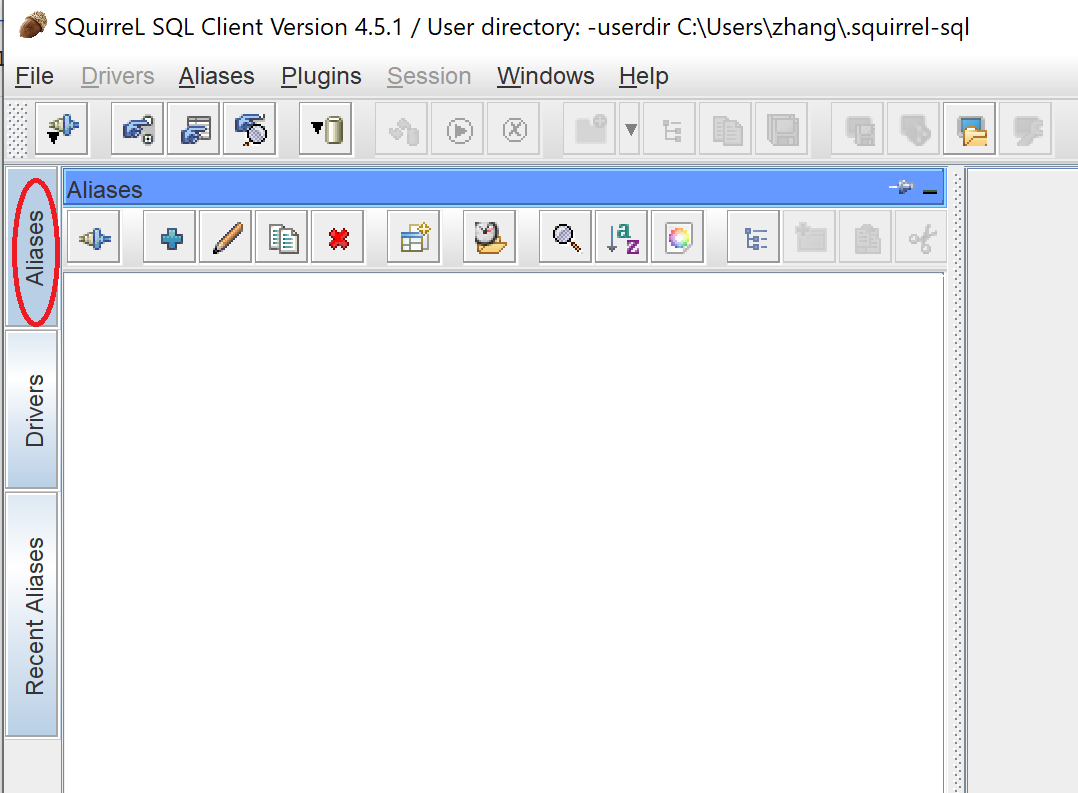 SQuirreL SQL Client Version 4.5.1 / User directory: -userdir C:\Users\zhang\.squirrel-sql
File Drivers Aliases Plugins Session Windows Help
Aliases
a
z
Aliases
Drivers
Recent Aliases